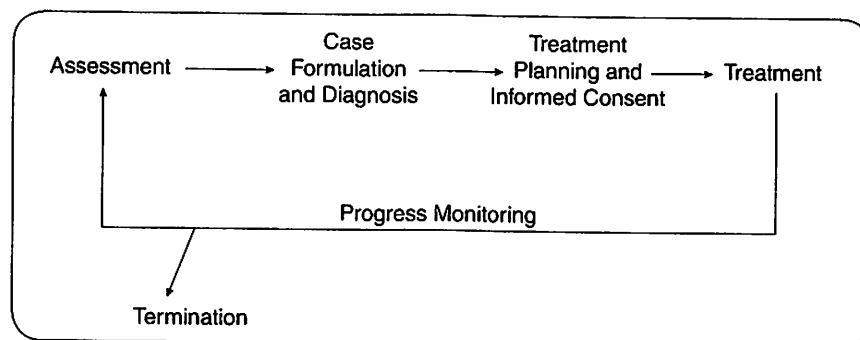 Assessment
Case
Formulation
and Diagnosis
Treatment
Planning and
Informed Consent
Treatment
Progress Monitoring
Termination